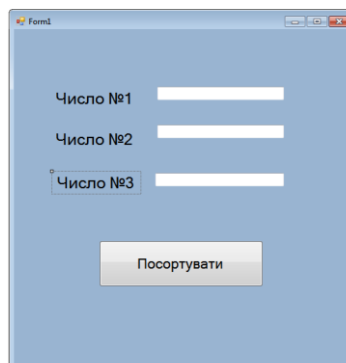 Form1
Число №1
Число №2
Число №3
Посортувати